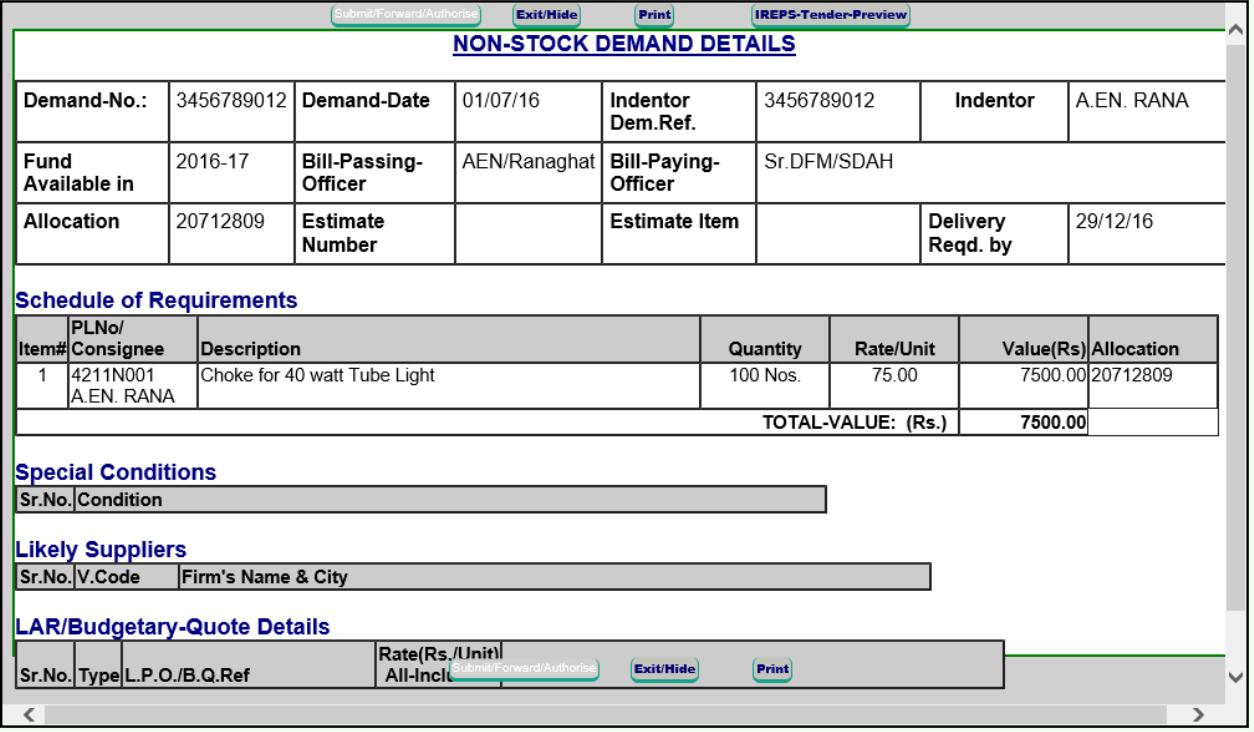 Submit/Forward/Authorise Exit/Hide Print IREPS-Tender-Preview
NON-STOCK DEMAND DETAILS
Demand-No.: 3456789012 Demand-Date 01/07/16 Indentor Dem.Ref. 3456789012 Indentor A.EN. RANA
Fund Available in 2016-17 Bill-Passing-Officer AEN/Ranaghat Bill-Paying-Officer Sr.DFM/SDAH
Allocation 20712809 Estimate Number Estimate Item Delivery Reqd. by 29/12/16
Schedule of Requirements
Item# PLNo/ Consignee Description Quantity Rate/Unit Value(Rs) Allocation
1 4211N001 A.EN. RANA Choke for 40 watt Tube Light 100 Nos. 75.00 7500.00 20712809
TOTAL-VALUE: (Rs.) 7500.00
Special Conditions
Sr.No. Condition
Likely Suppliers
Sr.No. V.Code Firm's Name & City
LAR/Budgetary-Quote Details
Sr.No. Type L.P.O./B.Q.Ref Rate(Rs./Unit)
Submit/Forward/Authorise Exit/Hide Print